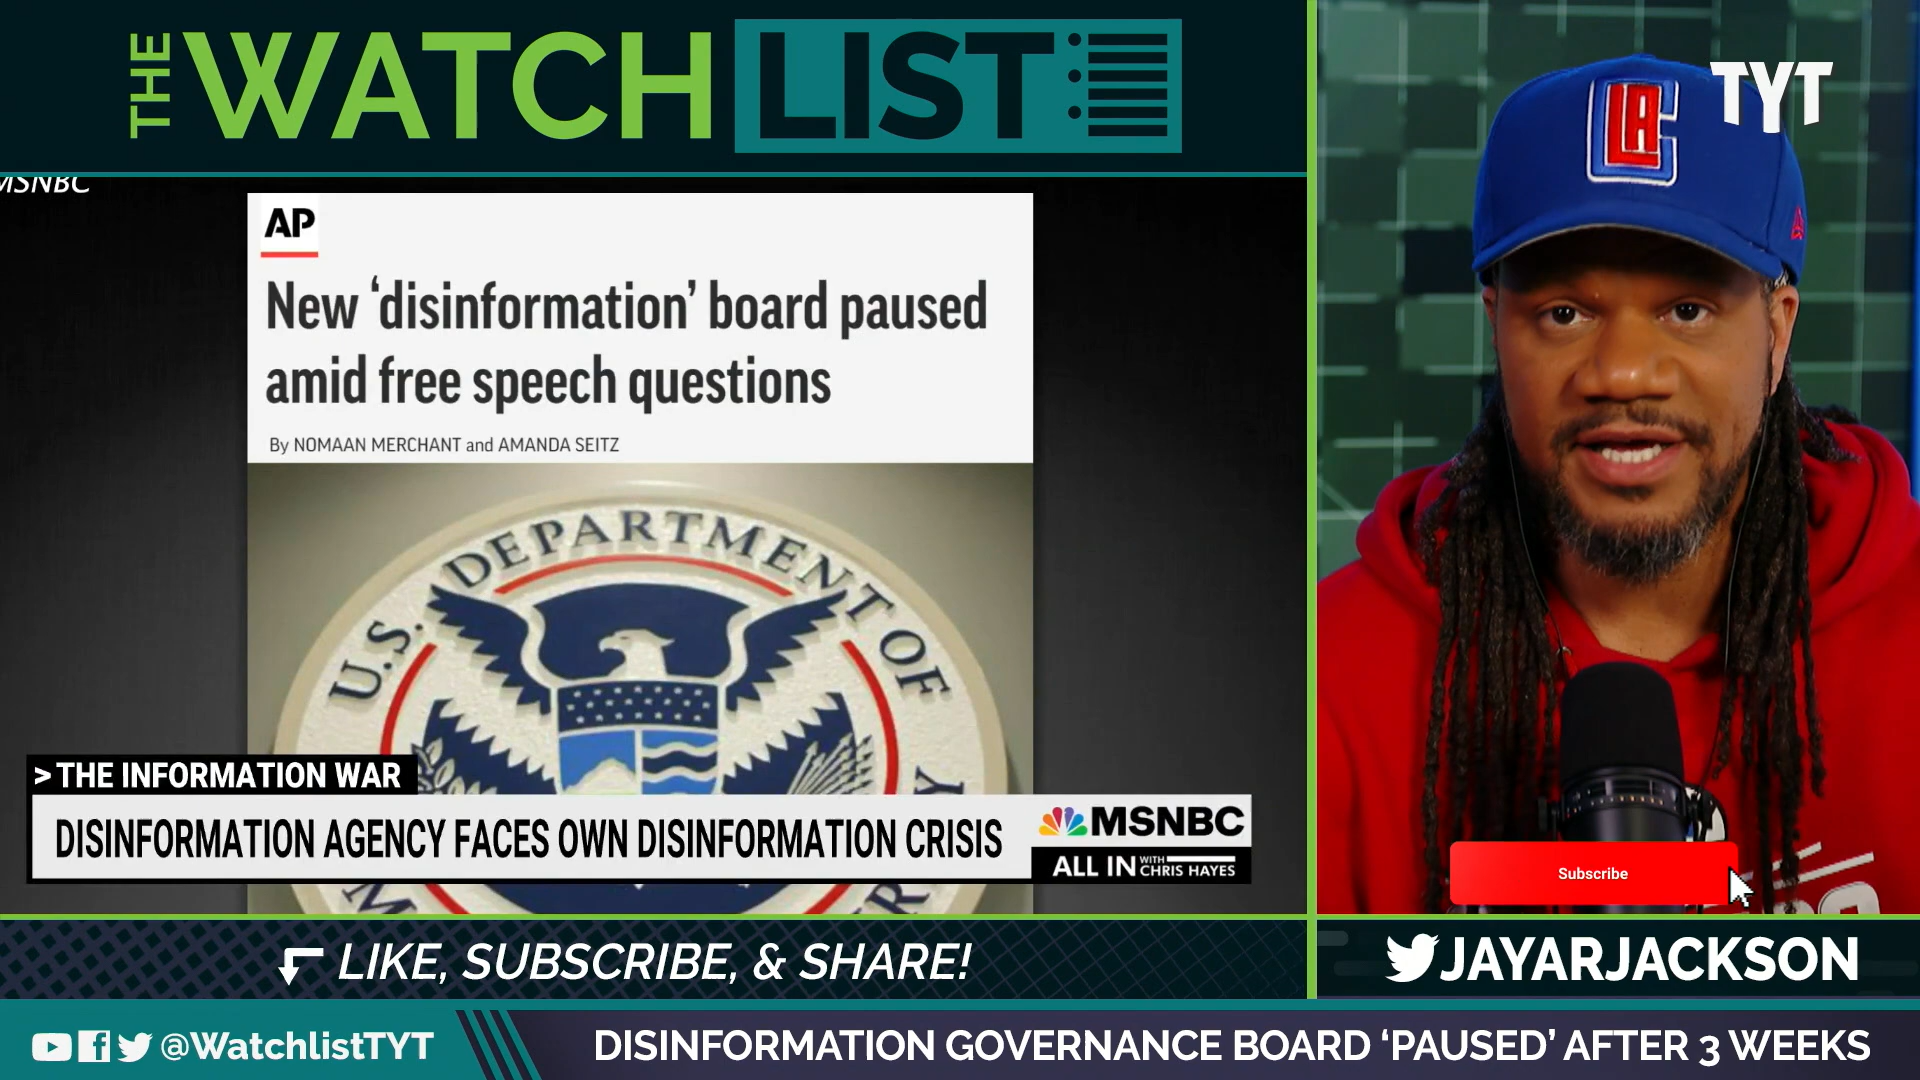 THE WATCHLIST
TYT
LAC
MSNBC
AP
New ‘disinformation’ board paused
amid free speech questions
By NOMAAN MERCHANT and AMANDA SEITZ
U.S. DEPARTMENT OF
> THE INFORMATION WAR
DISINFORMATION AGENCY FACES OWN DISINFORMATION CRISIS
MSNBC
ALL IN WITH CHRIS HAYES
Subscribe
LIKE, SUBSCRIBE, & SHARE!
JAYARJACKSON
@WatchlistTYT
DISINFORMATION GOVERNANCE BOARD ‘PAUSED’ AFTER 3 WEEKS